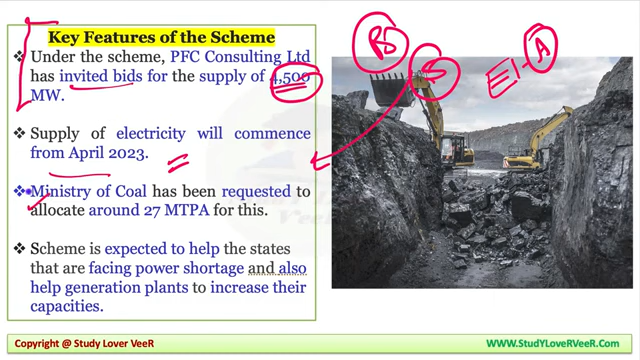 Key Features of the Scheme
❖ Under the scheme, PFC Consulting Ltd
has invited bids for the supply of 4,500
MW.
❖ Supply of electricity will commence
from April 2023.
❖ Ministry of Coal has been requested to
allocate around 27 MTPA for this.
❖ Scheme is expected to help the states
that are facing power shortage and also
help generation plants to increase their
capacities.
Copyright @ Study Lover VeeR
WWW.StudyLoveRVeeR.Com